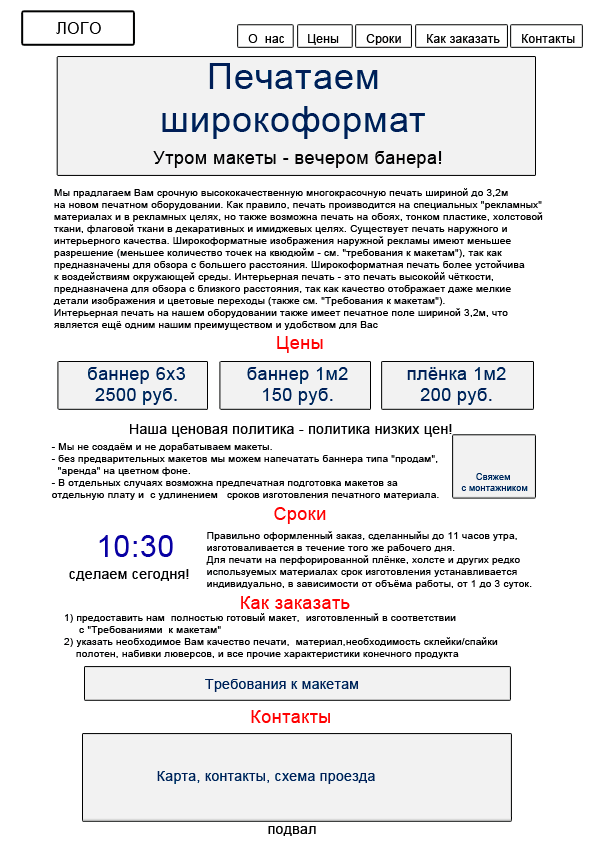 ЛОГО
О нас
Цены
Сроки
Как заказать
Контакты
Печатаем
широкоформат
Утром макеты - вечером банера!
Мы прадлагаем Вам срочную высококачественную многокрасочную печать шириной до 3,2м
на новом печатном оборудовании. Как правило, печать производится на специальных "рекламных"
материалах и в рекламных целях, но также возможна печать на обоях, тонком пластике, холстовой
ткани, флаговой ткани в декаративных и имиджевых целях. Существует печать наружного и
интерьерного качества. Широкоформатные изображения наружной рекламы имеют меньшее
разрешение (меньшее количество точек на квюдюйм - см. "требования к макетам"), так как
предназначены для обзора с большего расстояния. Широкоформатная печать более устойчива
к воздействиям окружающей среды. Интерьерная печать - это печать высокойй чёткости,
предназначена для обзора с близкого расстояния, так как качество отображает даже мелкие
детали изображения и цветовые переходы (также см. "Требования к макетам").
Интерьерная печать на нашем оборудовании также имеет печатное поле шириной 3,2м, что
является ещё одним нашим преимуществом и удобством для Вас
Цены
баннер 6х3
2500 руб.
баннер 1м2
150 руб.
плёнка 1м2
200 руб.
Наша ценовая политика - политика низких цен!
- Мы не создаём и не дорабатываем макеты.
- без предварительных макетов мы можем напечатать баннера типа "продам",
"аренда" на цветном фоне.
- В отдельных случаях возможна предпечатная подготовка макетов за
отдельную плату и с удлинением сроков изготовления печатного материала.
Свяжем
с монтажником
Сроки
10:30
сделаем сегодня!
Правильно оформленный заказ, сделанныйы до 11 часов утра,
изготоваливается в течение того же рабочего дня.
Для печати на перфорированной плёнке, холсте и других редко
используемых материалах срок изготовления устанавливается
индивидуально, в зависимости от объёма работы, от 1 до 3 суток.
Как заказать
1) предоставить нам полностью готовый макет, изготовленный в соответствии
с "Требованиями к макетам"
2) указать необходимое Вам качество печати, материал,необходимость склейки/спайки
полотен, набивки люверсов, и все прочие характеристики конечного продукта
Требования к макетам
Контакты
Карта, контакты, схема проезда
подвал